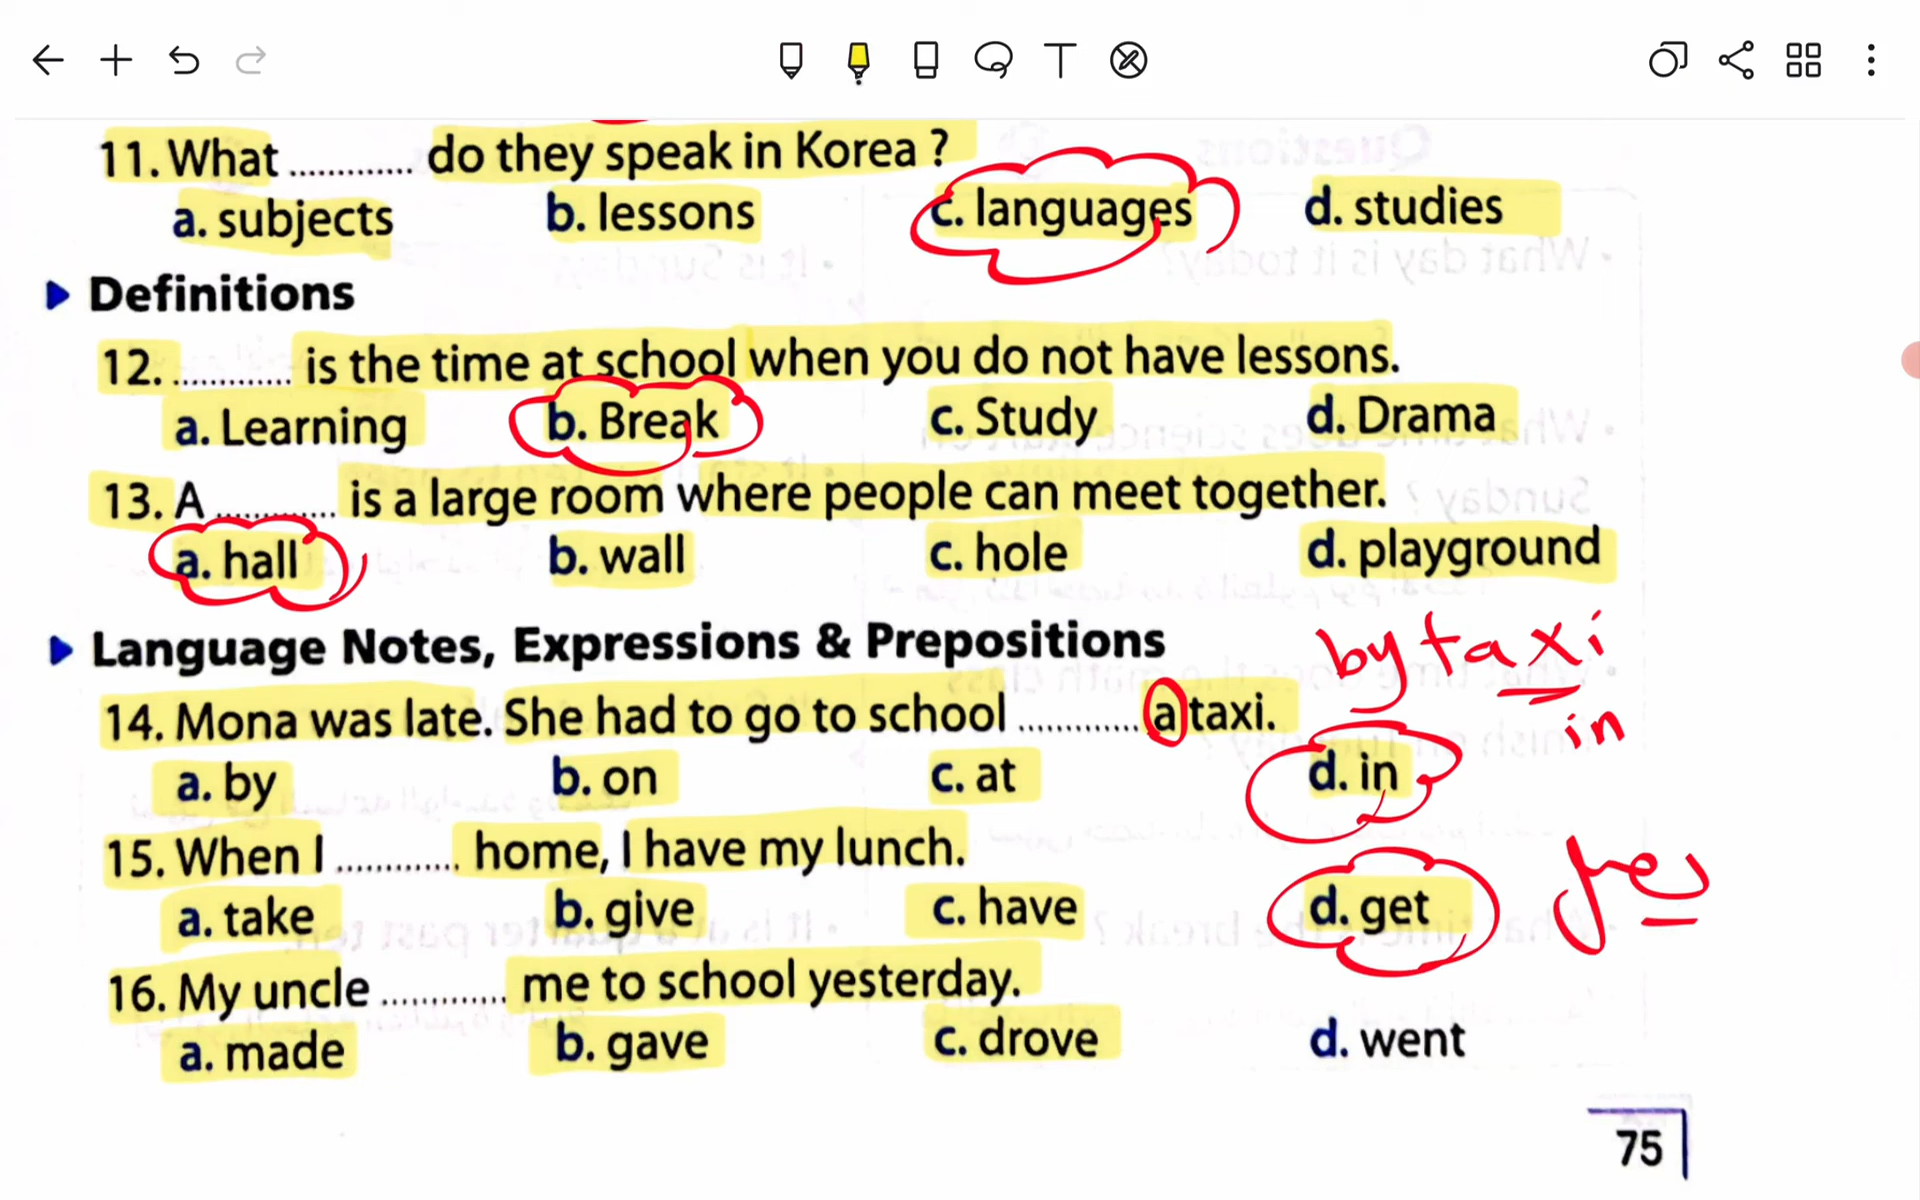 11. What ............. do they speak in Korea ?
a. subjects b. lessons c. languages d. studies
Definitions
12. ............. is the time at school when you do not have lessons.
a. Learning b. Break c. Study d. Drama
13. A ............. is a large room where people can meet together.
a. hall b. wall c. hole d. playground
by taxi
Language Notes, Expressions & Prepositions
14. Mona was late. She had to go to school ............. a taxi.
in
a. by b. on c. at d. in
15. When I ............. home, I have my lunch.
a. take b. give c. have d. get
16. My uncle ............. me to school yesterday.
a. made b. gave c. drove d. went
75